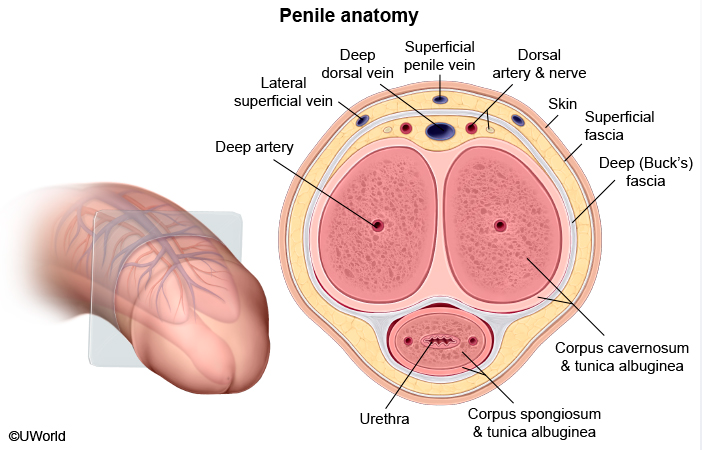 Penile anatomy
Superficial
penile vein
Deep
dorsal vein
Dorsal
artery & nerve
Lateral
superficial vein
Skin
Superficial
fascia
Deep artery
Deep (Buck's)
fascia
Corpus cavernosum
& tunica albuginea
Urethra
Corpus spongiosum
& tunica albuginea
©UWorld